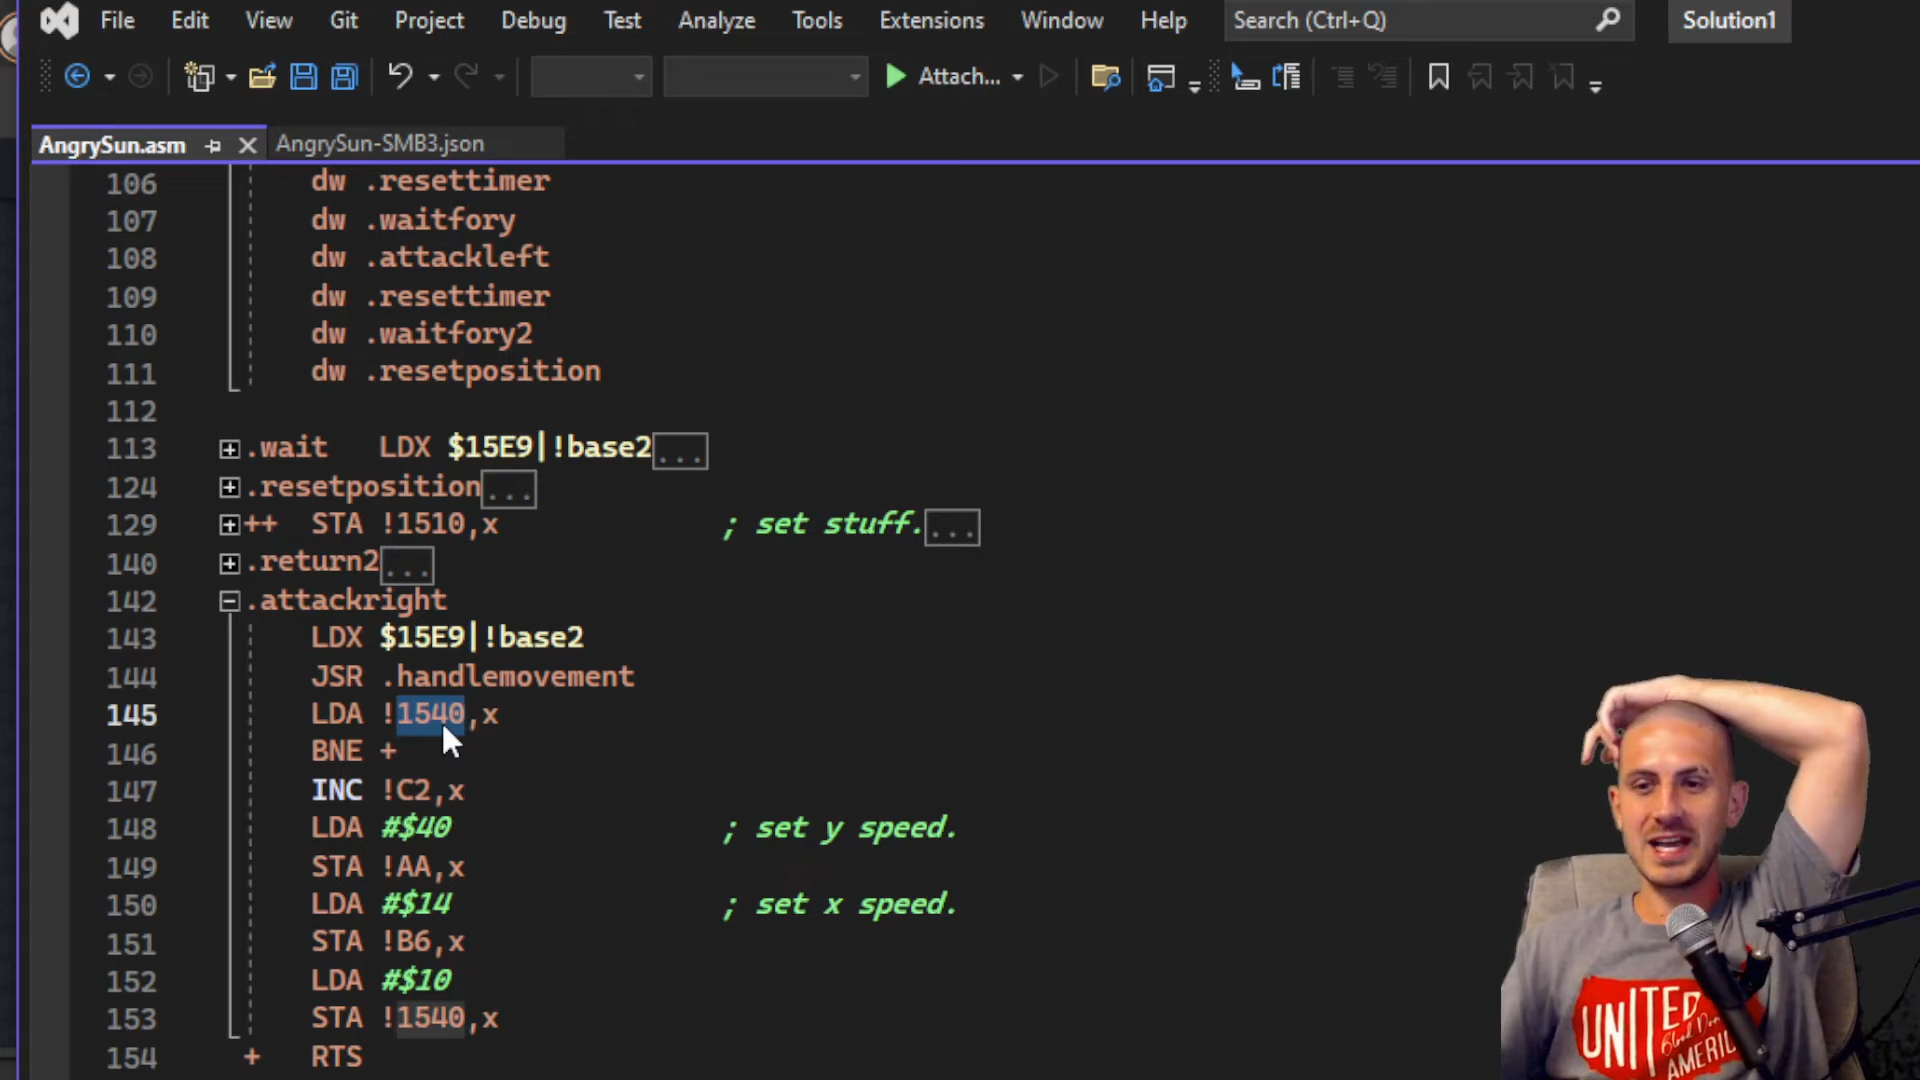 File Edit View Git Project Debug Test Analyze Tools Extensions Window Help Search (Ctrl+Q) Solution1
Attach...
AngrySun.asm AngrySun-SMB3.json
106 dw .resettimer
107 dw .waitfory
108 dw .attackleft
109 dw .resettimer
110 dw .waitfory2
111 dw .resetposition
112
113 .wait LDX $15E9|!base2...
124 .resetposition...
129 ++ STA !1510,x ; set stuff....
140 .return2...
142 .attackright
143 LDX $15E9|!base2
144 JSR .handlemovement
145 LDA !1540,x
146 BNE +
147 INC !C2,x
148 LDA #$40 ; set y speed.
149 STA !AA,x
150 LDA #$14 ; set x speed.
151 STA !B6,x
152 LDA #$10
153 STA !1540,x
154 + RTS
UNITED
Blood Donor
AMERIC